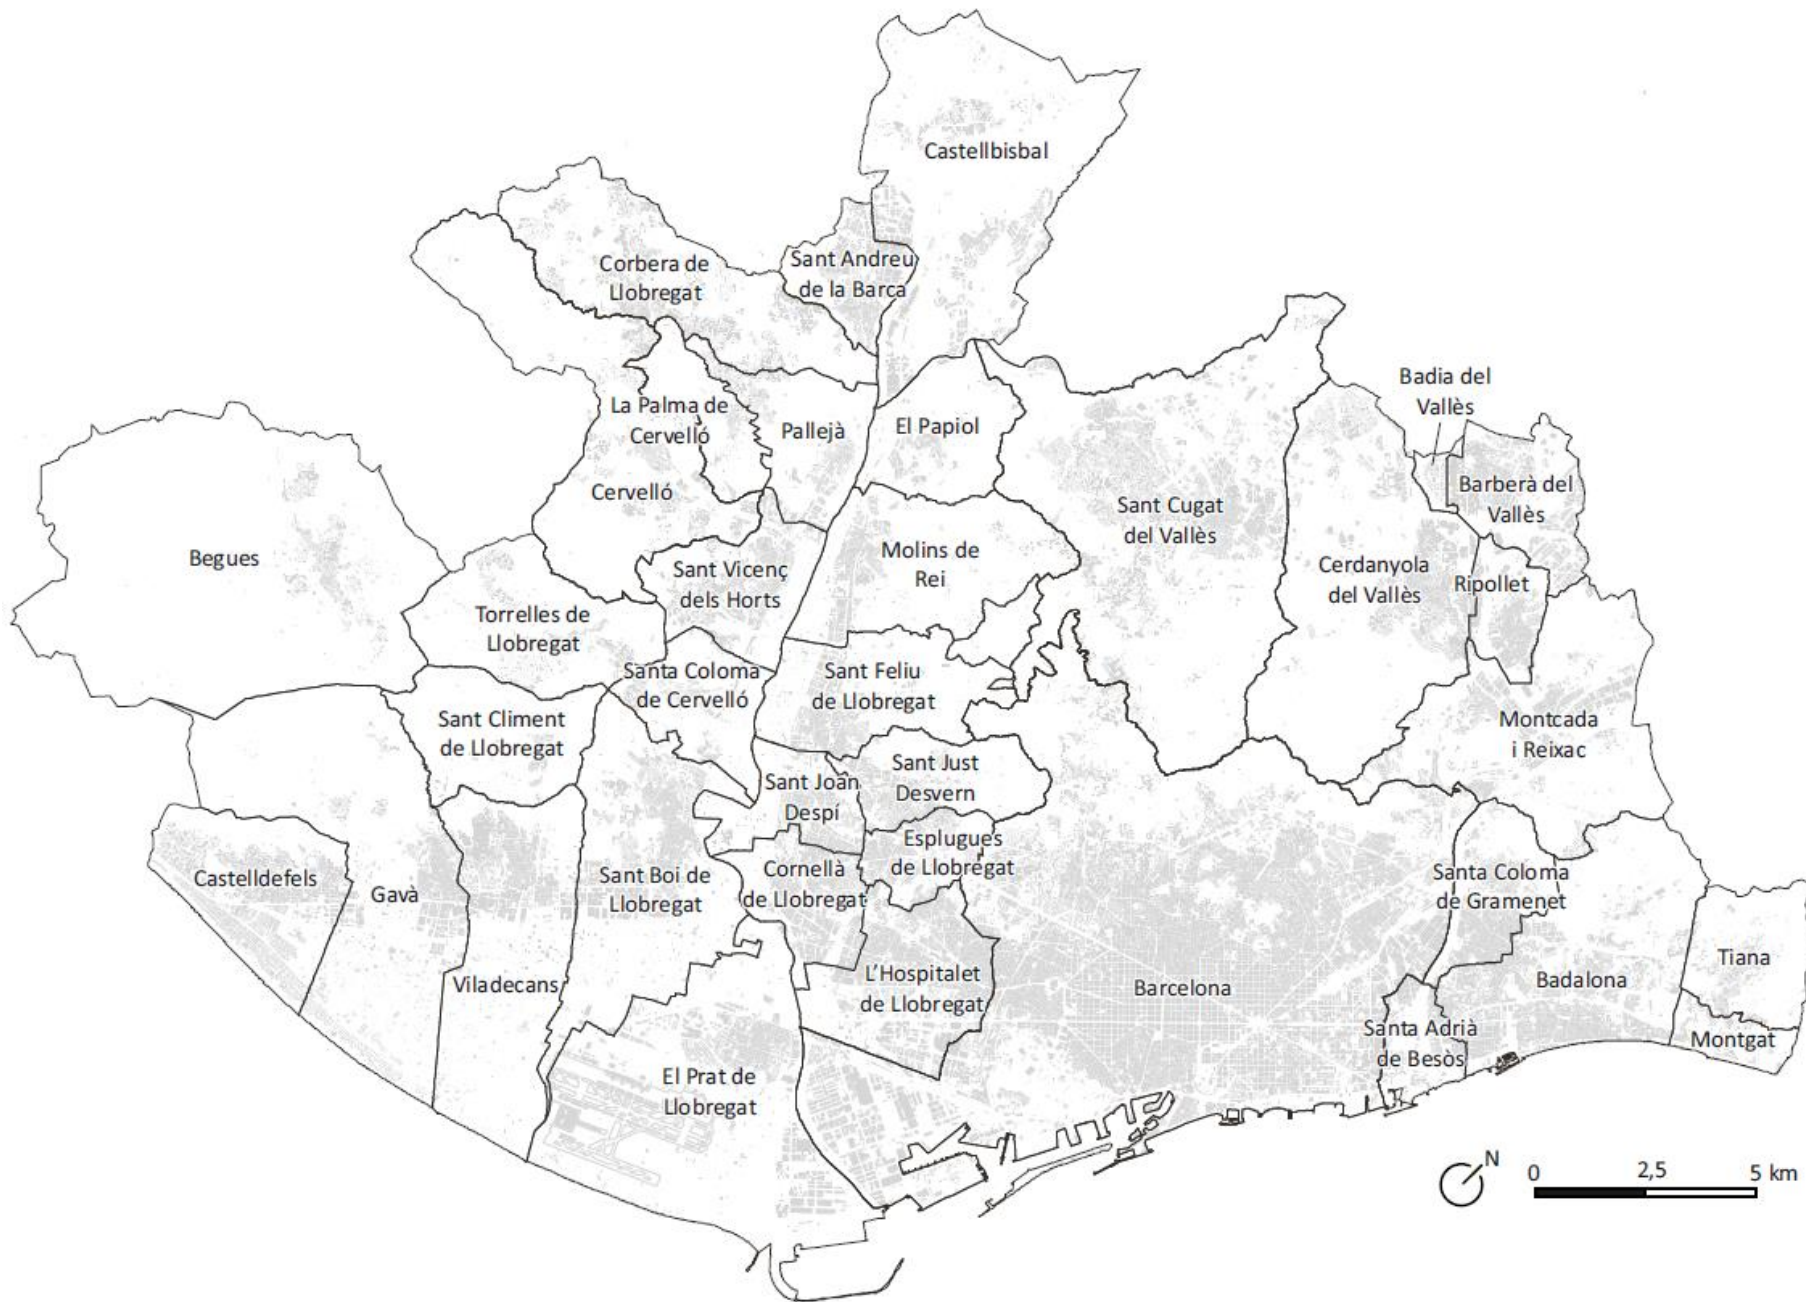 Castellbisbal
Corbera de
Llobregat
Sant Andreu
de la Barca
Badia del
Vallès
La Palma de
Cervelló
Pallejà
El Papiol
Cervelló
Sant Cugat
del Vallès
Barberà del
Vallès
Begues
Sant Vicenç
dels Horts
Molins de
Rei
Cerdanyola
del Vallès
Ripollet
Torrelles de
Llobregat
Santa Coloma
de Cervelló
Sant Feliu
de Llobregat
Sant Climent
de Llobregat
Montcada
i Reixac
Sant Joan
Despí
Sant Just
Desvern
Esplugues
de Llobregat
Castelldefels
Gavà
Sant Boi de
Llobregat
Cornellà
de Llobregat
Santa Coloma
de Gramenet
Viladecans
L'Hospitalet
de Llobregat
Barcelona
Badalona
Tiana
Santa Adrià
de Besòs
Montgat
El Prat de
Llobregat
N
0 2,5 5 km